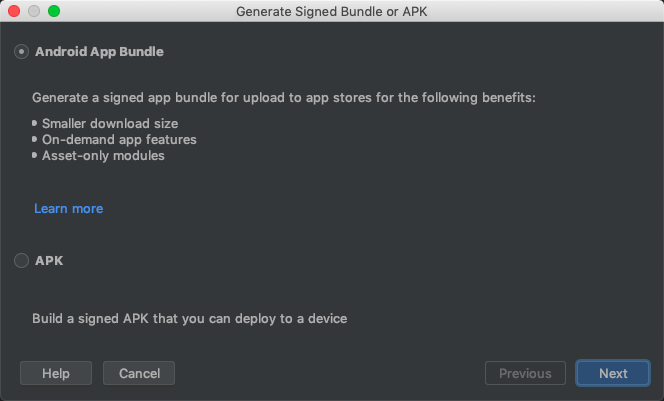 Generate Signed Bundle or APK
Android App Bundle
Generate a signed app bundle for upload to app stores for the following benefits:
• Smaller download size
• On-demand app features
• Asset-only modules
Learn more
APK
Build a signed APK that you can deploy to a device
Help Cancel Previous Next